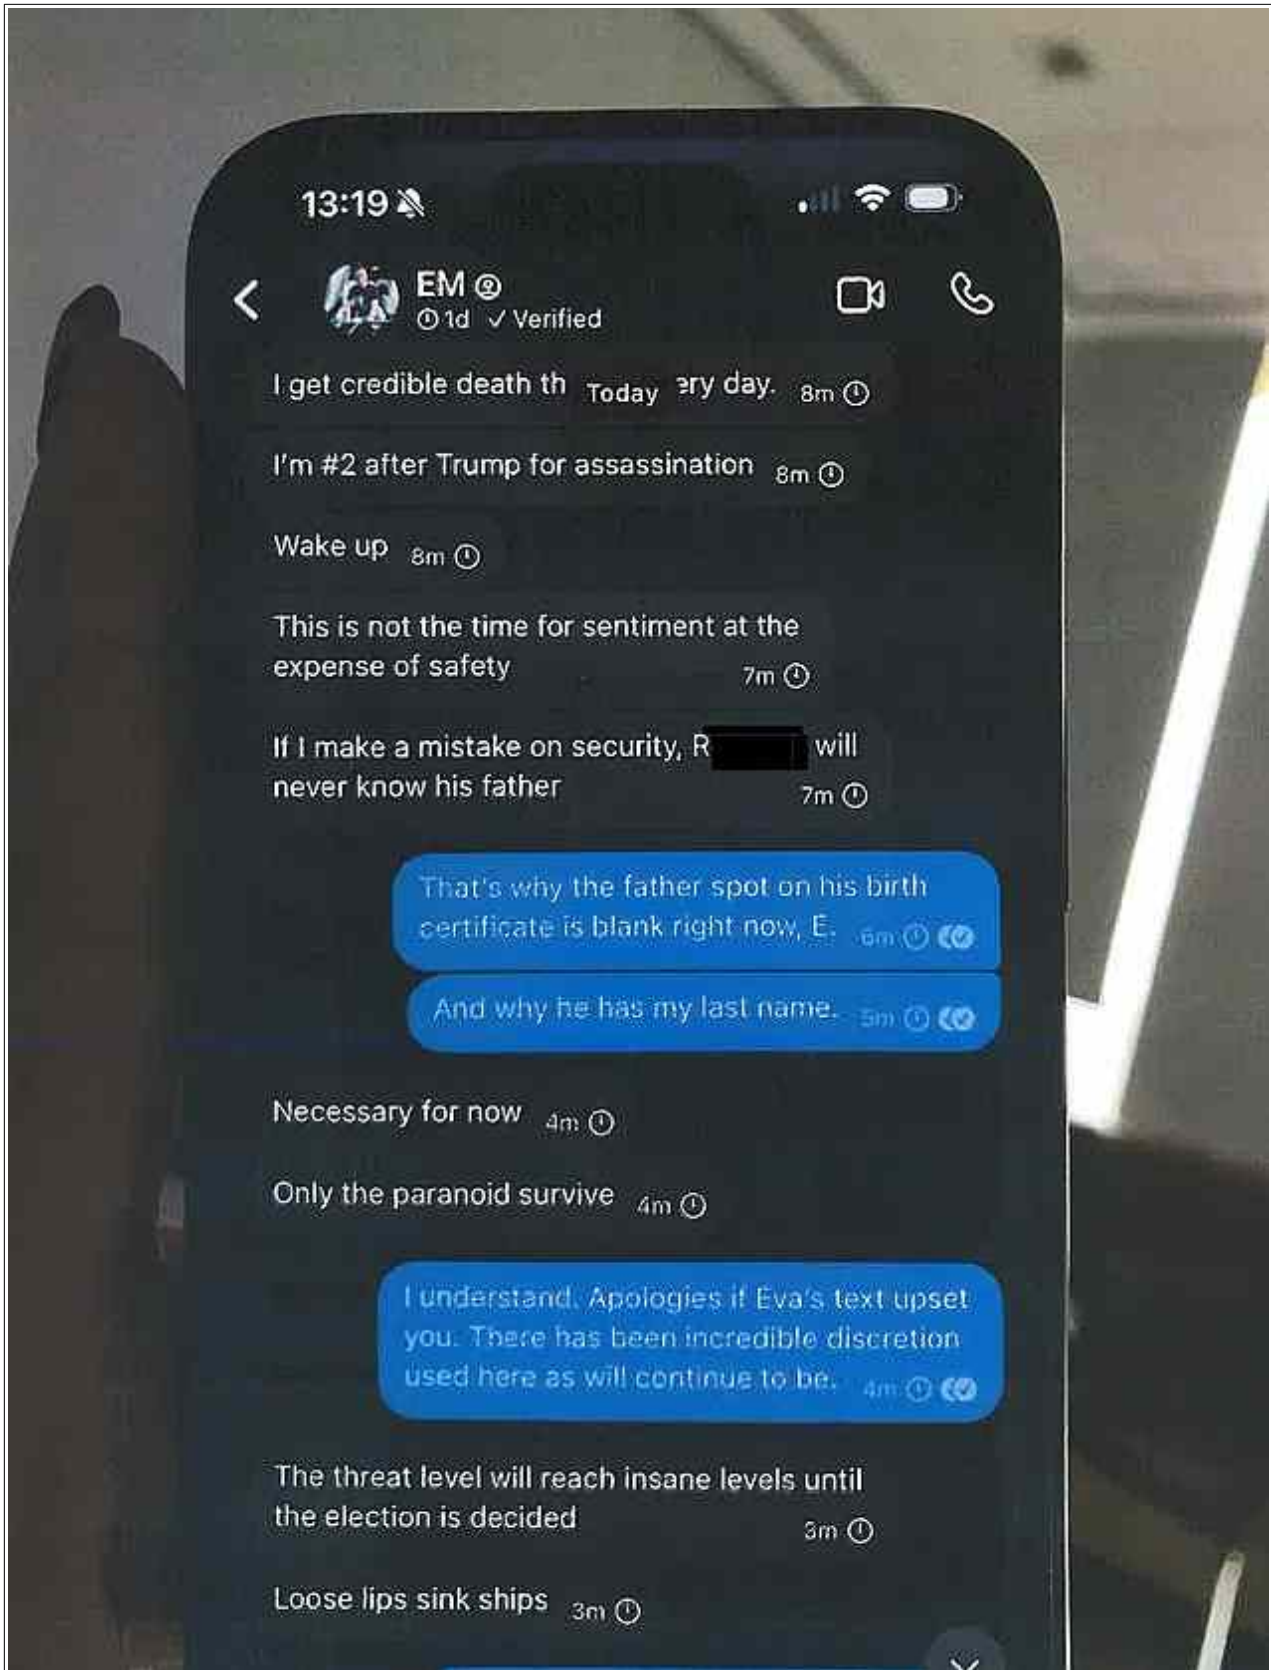 13:19
EM
1d ✓ Verified
I get credible death th Today ery day. 8m
I'm #2 after Trump for assassination 8m
Wake up 8m
This is not the time for sentiment at the
expense of safety 7m
If I make a mistake on security, R will
never know his father 7m
That's why the father spot on his birth
certificate is blank right now, E. 6m
And why he has my last name. 5m
Necessary for now 4m
Only the paranoid survive 4m
I understand. Apologies if Eva's text upset
you. There has been incredible discretion
used here as will continue to be. 4m
The threat level will reach insane levels until
the election is decided 3m
Loose lips sink ships 3m